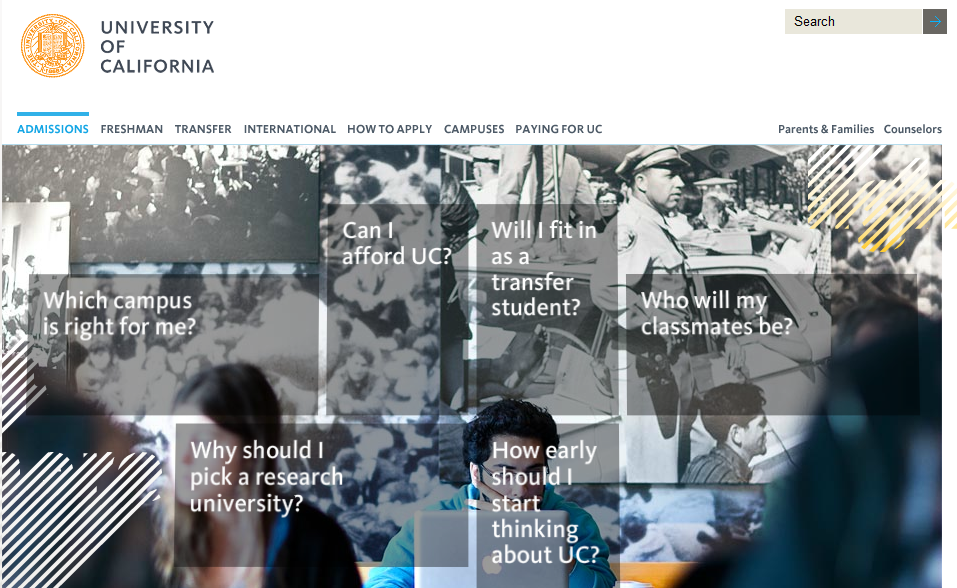 UNIVERSITY
OF
CALIFORNIA
Search
ADMISSIONS FRESHMAN TRANSFER INTERNATIONAL HOW TO APPLY CAMPUSES PAYING FOR UC Parents & Families Counselors
Can I
afford UC?
Will I fit in
as a
transfer
student?
Which campus
is right for me?
Who will my
classmates be?
Why should I
pick a research
university?
How early
should I
start
thinking
about UC?